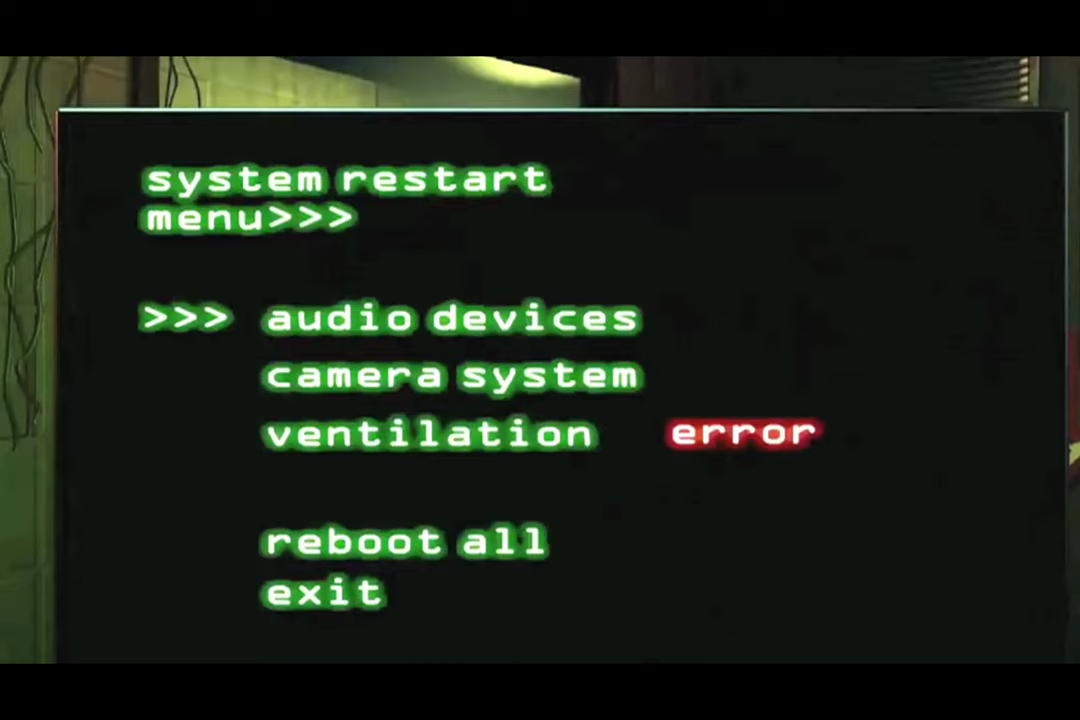 system restart
menu>>>
>>> audio devices
camera system
ventilation error
reboot all
exit